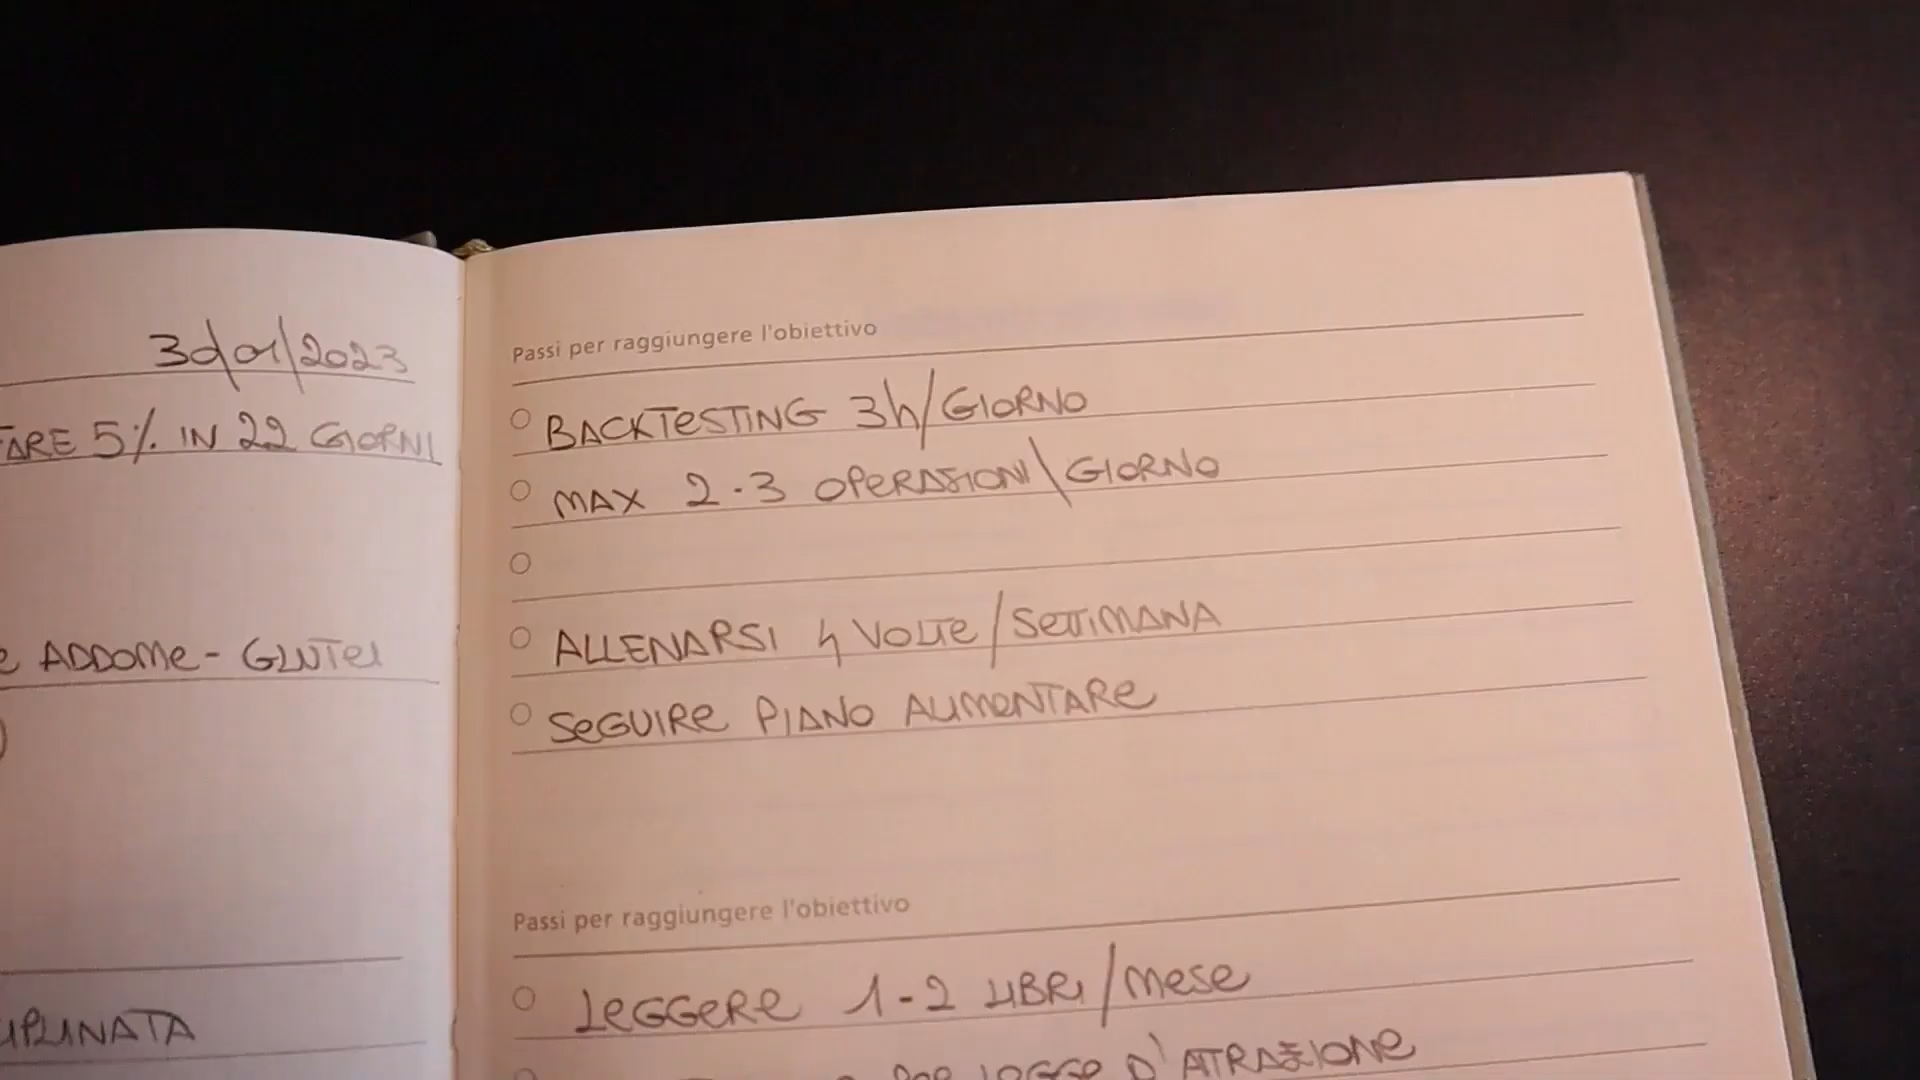 30/01/2023
FARE 5% IN 22 GIORNI
e ADDOME - GLUTEI
Passi per raggiungere l'obiettivo
BACKTESTING 3h/GIORNO
MAX 2-3 OPERAZIONI\GIORNO
ALLENARSI 4 VOLTE/SETTIMANA
SEGUIRE PIANO ALIMENTARE
Passi per raggiungere l'obiettivo
LEGGERE 1-2 LIBRI/MESE
LEGGE D'ATTRAZIONE